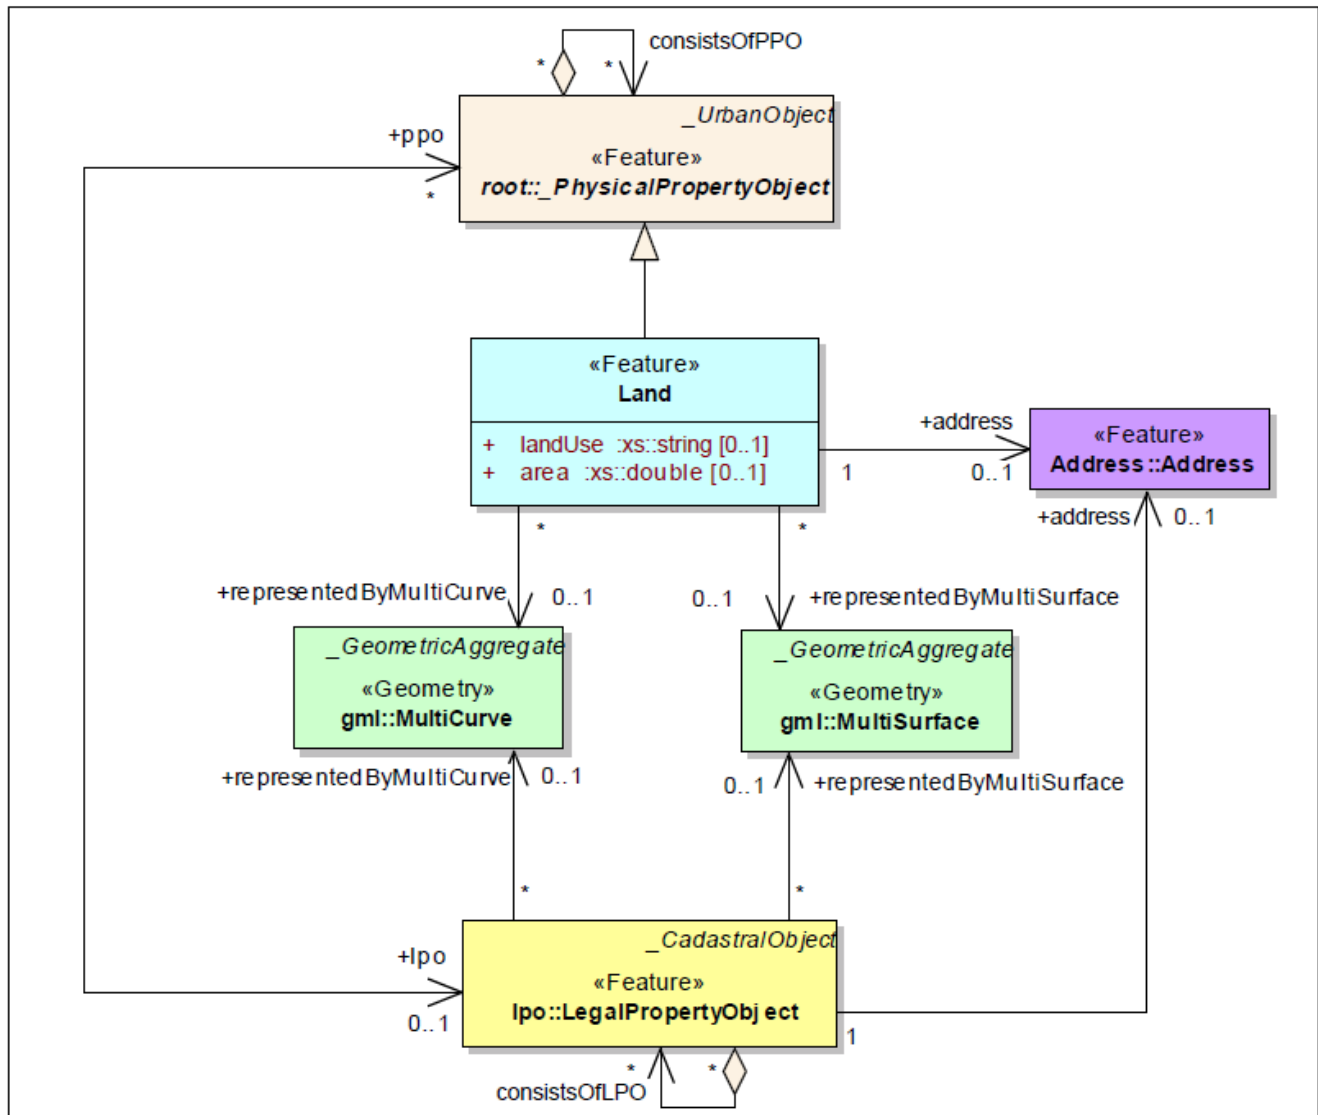 consistsOfPPO
*
*
_UrbanObject
+ppo
«Feature»
root::_PhysicalPropertyObject
*
«Feature»
Land
+ landUse :xs::string [0..1]
+ area :xs::double [0..1]
+address
1
0..1
«Feature»
Address::Address
+address
0..1
*
*
+representedByMultiCurve
0..1
0..1
+representedByMultiSurface
_GeometricAggregate
«Geometry»
gml::MultiCurve
_GeometricAggregate
«Geometry»
gml::MultiSurface
+representedByMultiCurve
0..1
0..1
+representedByMultiSurface
*
*
_CadastralObject
+lpo
«Feature»
lpo::LegalPropertyObject
0..1
1
*
*
consistsOfLPO